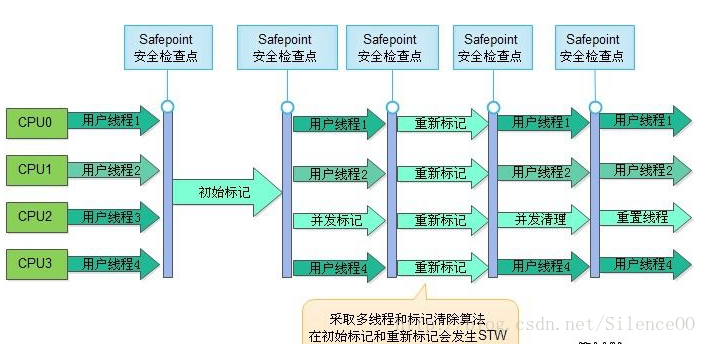 Safepoint
安全检查点
Safepoint
安全检查点
Safepoint
安全检查点
Safepoint
安全检查点
Safepoint
安全检查点
CPU0
用户线程1
用户线程1
重新标记
用户线程1
用户线程1
CPU1
用户线程2
用户线程2
重新标记
用户线程2
用户线程2
初始标记
CPU2
用户线程3
并发标记
重新标记
并发清理
重置线程
CPU3
用户线程4
用户线程4
重新标记
用户线程4
用户线程4
采取多线程和标记清除算法
在初始标记和重新标记会发生STW
csdn.net/Silence00